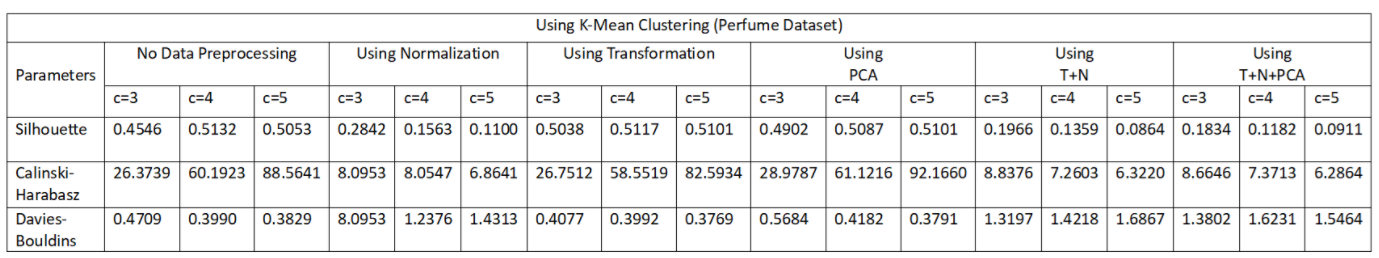 Using K-Mean Clustering (Perfume Dataset)
Parameters No Data Preprocessing Using Normalization Using Transformation Using PCA Using T+N Using T+N+PCA
c=3 c=4 c=5 c=3 c=4 c=5 c=3 c=4 c=5 c=3 c=4 c=5 c=3 c=4 c=5 c=3 c=4 c=5
Silhouette 0.4546 0.5132 0.5053 0.2842 0.1563 0.1100 0.5038 0.5117 0.5101 0.4902 0.5087 0.5101 0.1966 0.1359 0.0864 0.1834 0.1182 0.0911
Calinski-Harabasz 26.3739 60.1923 88.5641 8.0953 8.0547 6.8641 26.7512 58.5519 82.5934 28.9787 61.1216 92.1660 8.8376 7.2603 6.3220 8.6646 7.3713 6.2864
Davies-Bouldins 0.4709 0.3990 0.3829 8.0953 1.2376 1.4313 0.4077 0.3992 0.3769 0.5684 0.4182 0.3791 1.3197 1.4218 1.6867 1.3802 1.6231 1.5464